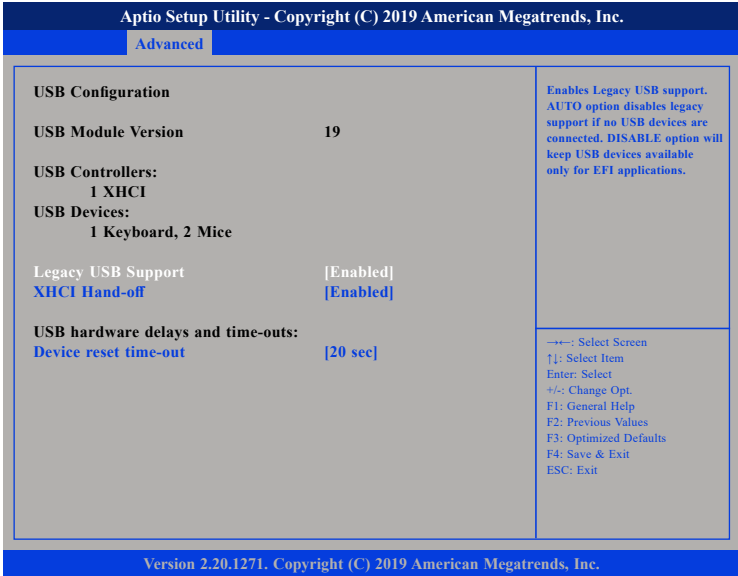 Aptio Setup Utility - Copyright (C) 2019 American Megatrends, Inc.
Advanced
USB Configuration
USB Module Version 19
USB Controllers:
1 XHCI
USB Devices:
1 Keyboard, 2 Mice
Legacy USB Support [Enabled]
XHCI Hand-off [Enabled]
USB hardware delays and time-outs:
Device reset time-out [20 sec]
Enables Legacy USB support.
AUTO option disables legacy
support if no USB devices are
connected. DISABLE option will
keep USB devices available
only for EFI applications.
→←: Select Screen
↑↓: Select Item
Enter: Select
+/-: Change Opt.
F1: General Help
F2: Previous Values
F3: Optimized Defaults
F4: Save & Exit
ESC: Exit
Version 2.20.1271. Copyright (C) 2019 American Megatrends, Inc.